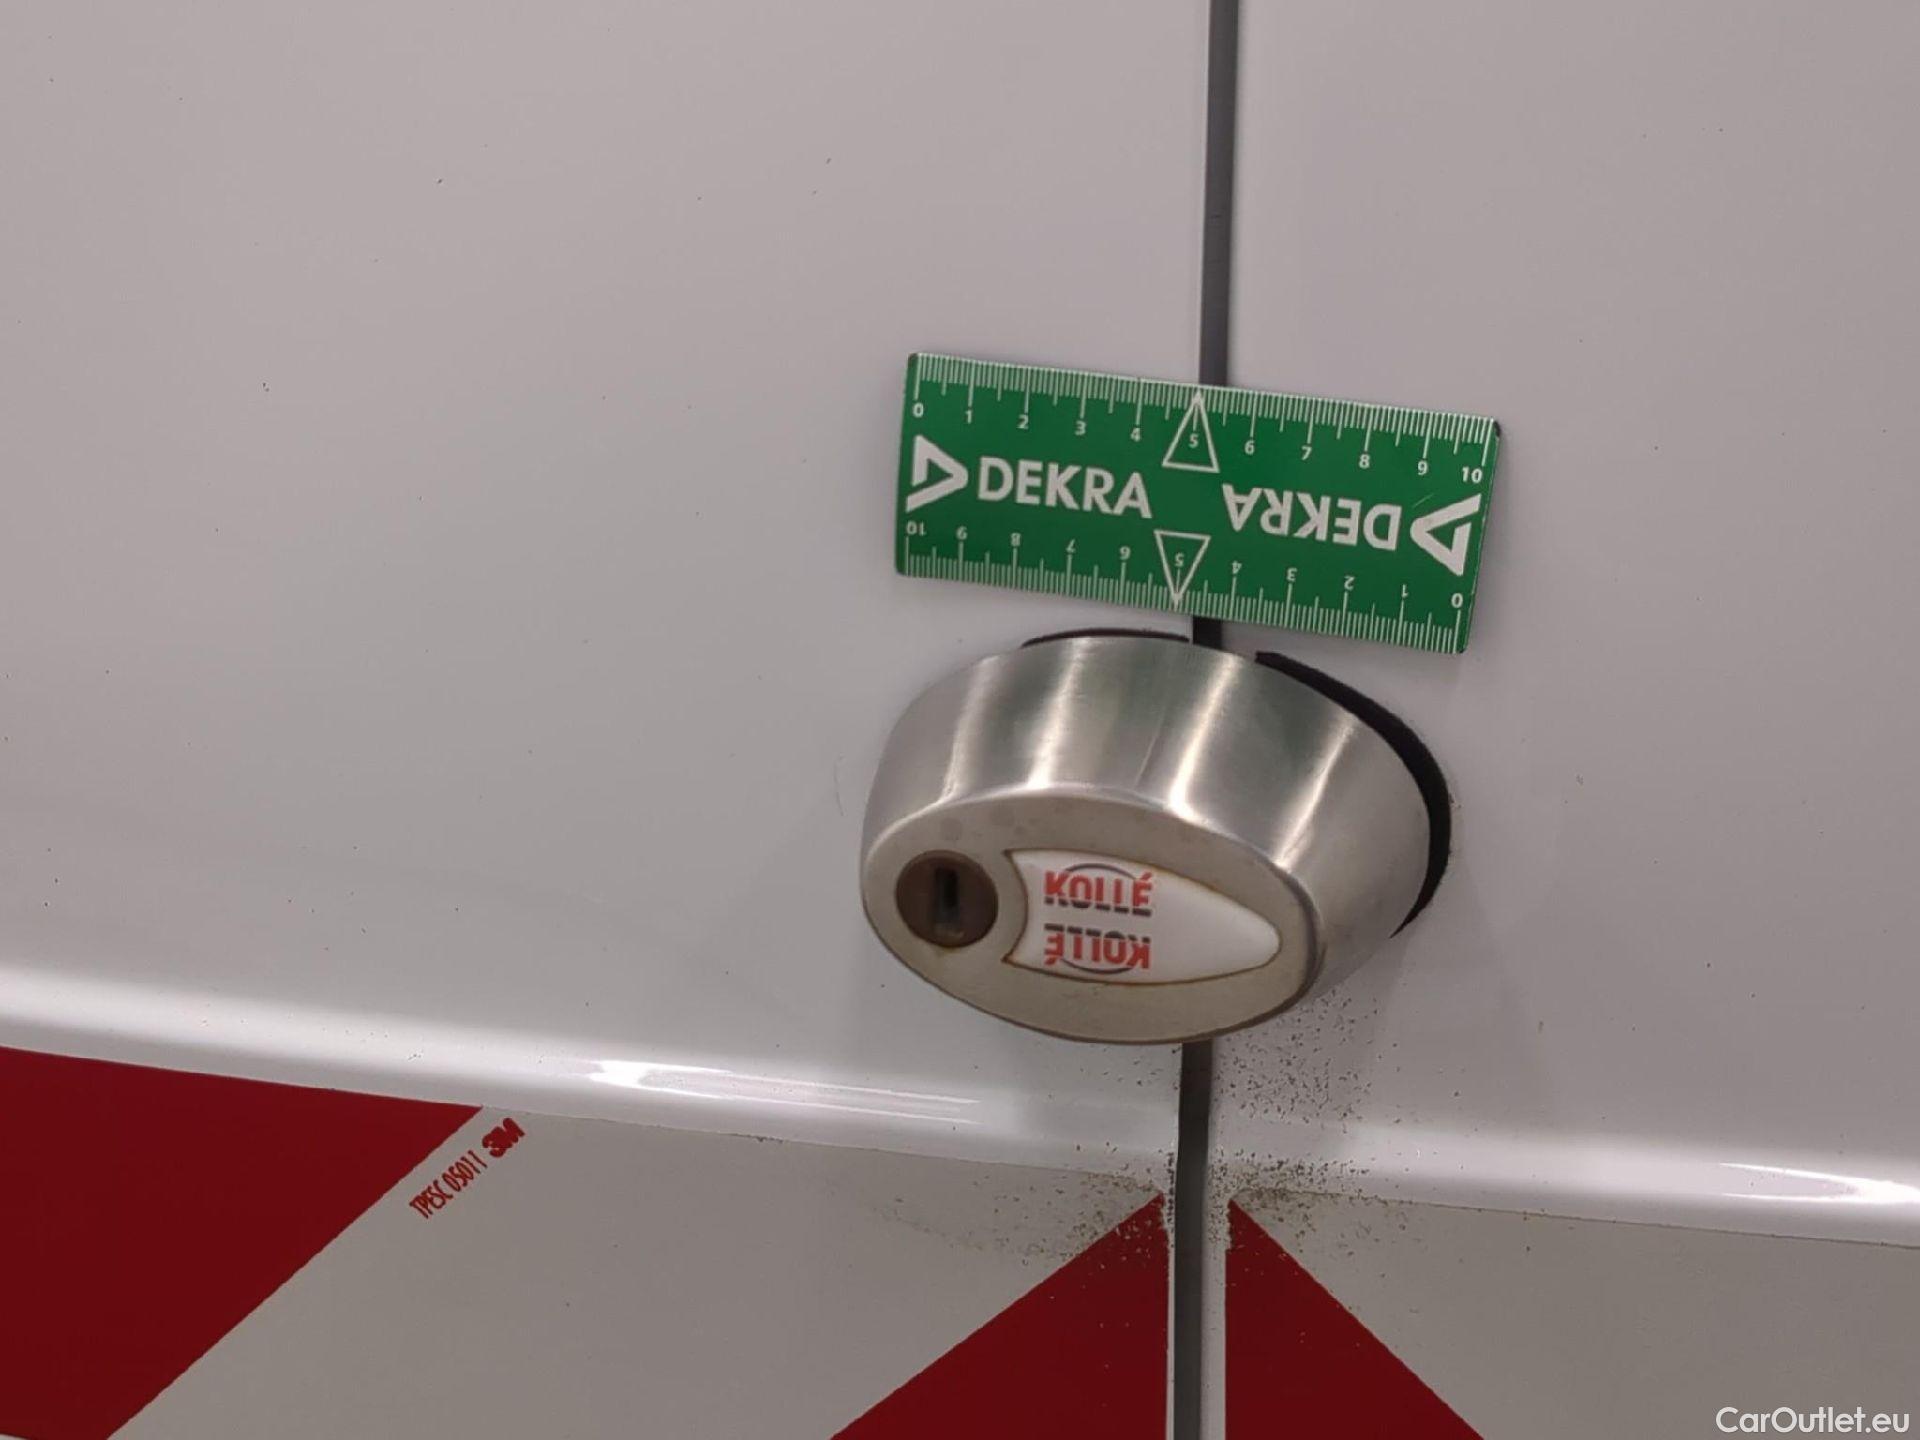 0 1 2 3 4 5 6 7 8 9 10
DEKRA DEKRA
10 9 8 7 6 5 4 3 2 1 0
KOLLÉ
KOLLÉ
TPESC 05011 3M
CarOutlet.eu